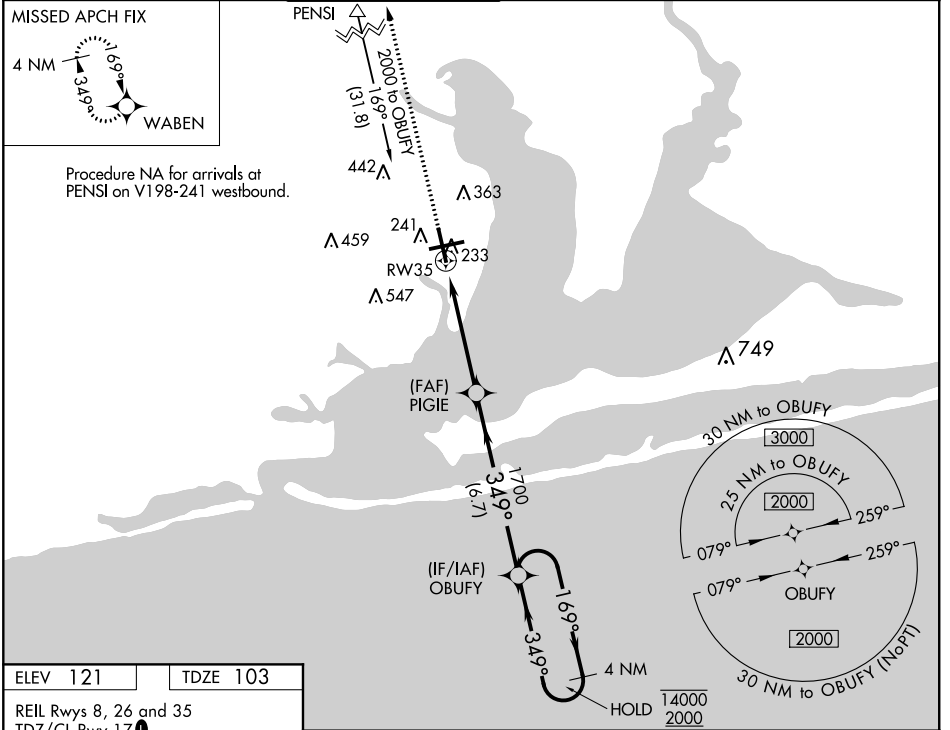 MISSED APCH FIX
4 NM
169°
349°
WABEN
PENSI
2000 to OBUFY
169°
(31.8)
Procedure NA for arrivals at
PENSI on V198-241 westbound.
442
363
459
241
233
RW35
547
749
(FAF)
PIGIE
1700
349°
(6.7)
(IF/IAF)
OBUFY
169°
349°
4 NM
HOLD
14000
2000
30 NM to OBUFY
3000
25 NM to OBUFY
2000
079°
259°
079°
259°
OBUFY
2000
30 NM to OBUFY (NoPT)
ELEV 121
TDZE 103
REIL Rwys 8, 26 and 35
TDZ/CL Rwy 17 L